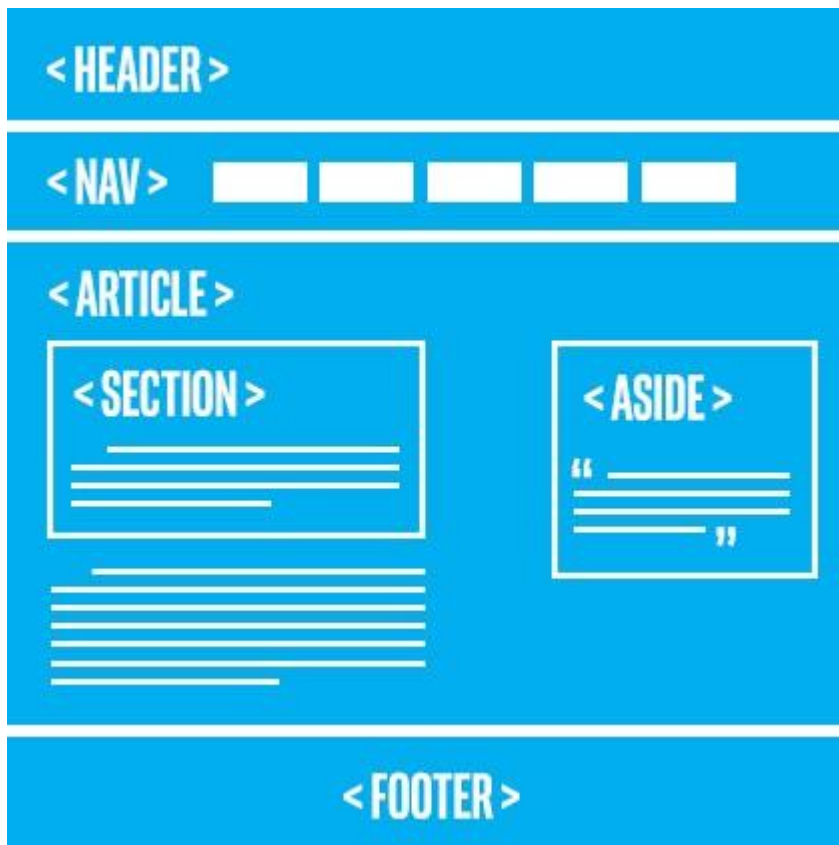 < HEADER >
< NAV >
< ARTICLE >
< SECTION >
< ASIDE >
“
”
< FOOTER >